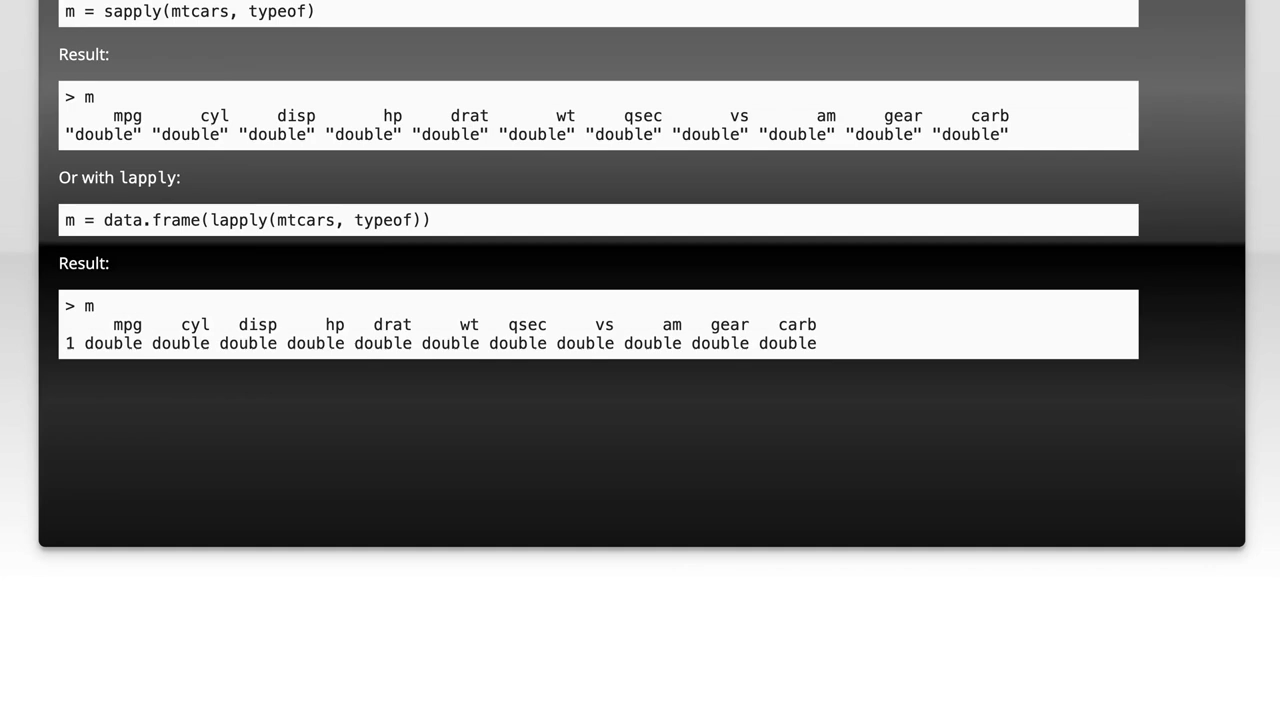 m = sapply(mtcars, typeof)
Result:
> m
mpg cyl disp hp drat wt qsec vs am gear carb
"double" "double" "double" "double" "double" "double" "double" "double" "double" "double" "double"
Or with lapply:
m = data.frame(lapply(mtcars, typeof))
Result:
> m
mpg cyl disp hp drat wt qsec vs am gear carb
1 double double double double double double double double double double double